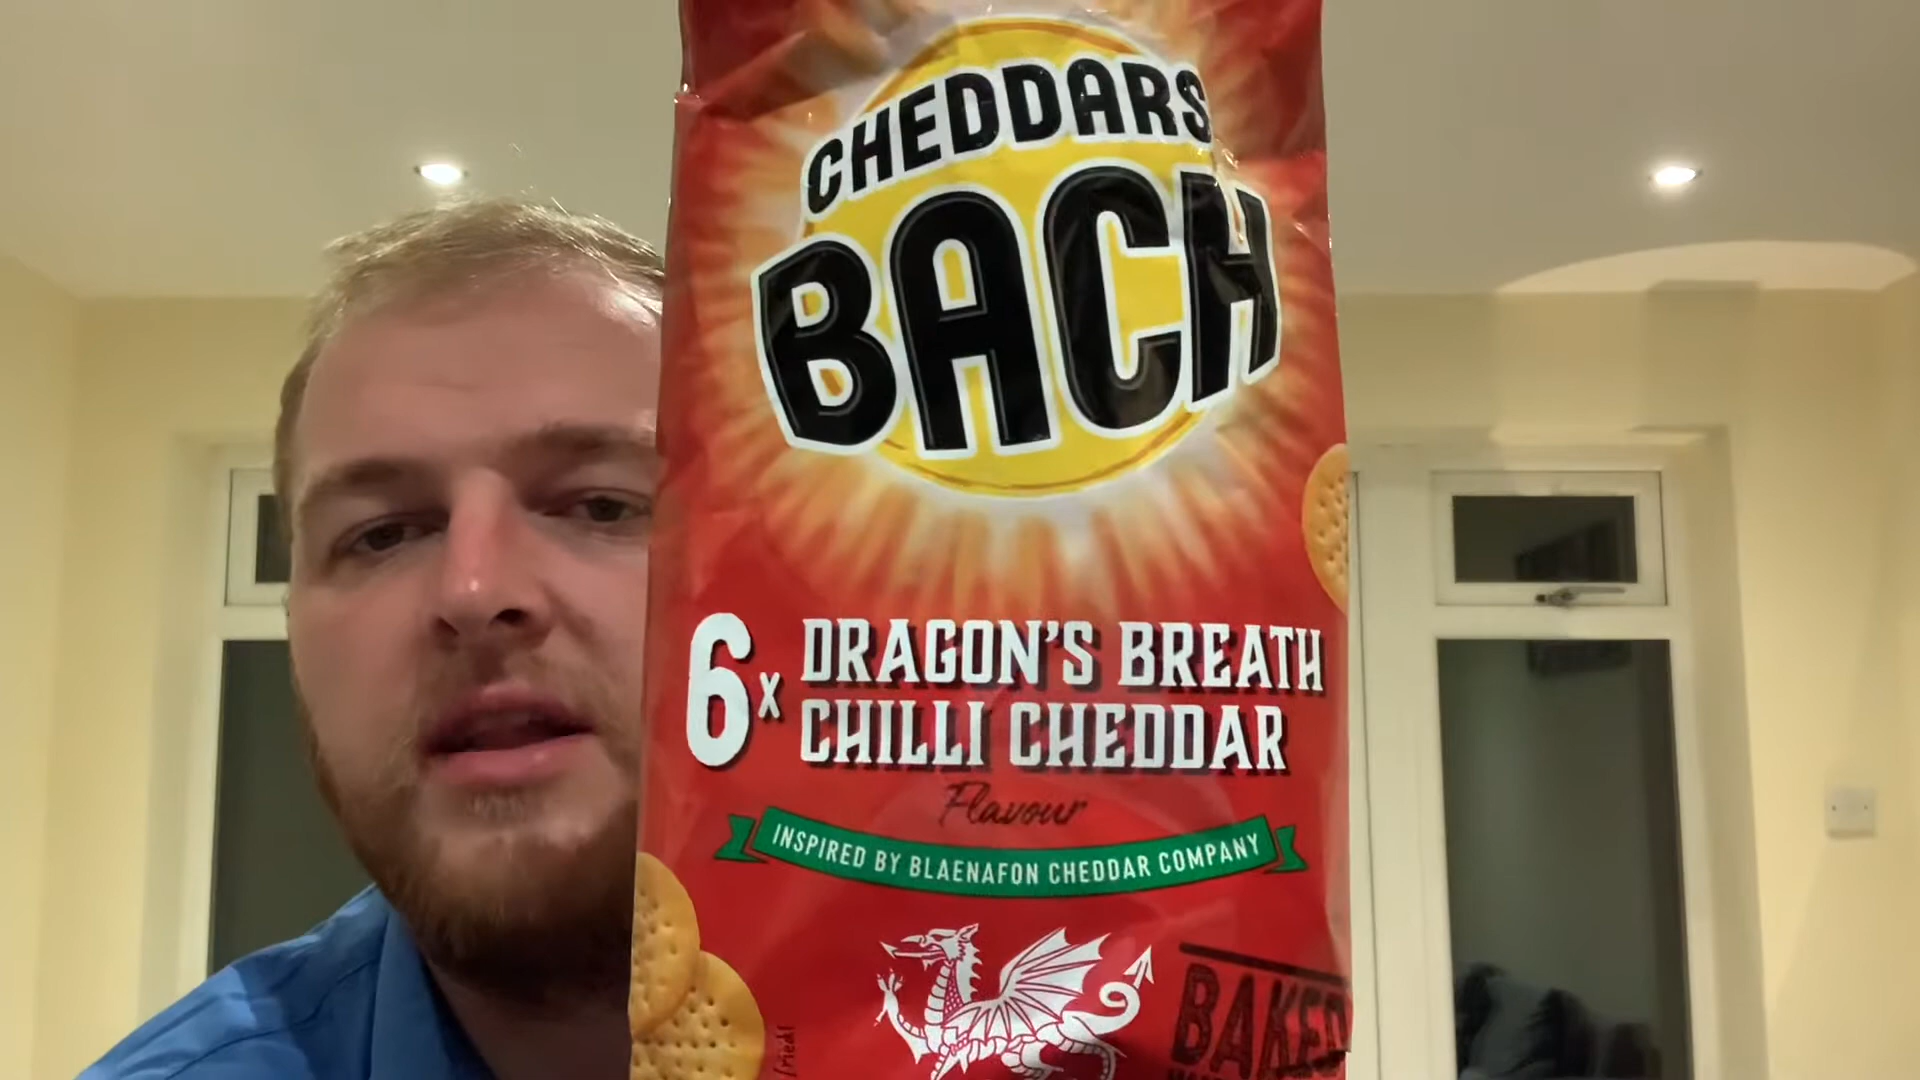 CHEDDARS
BACH
6x DRAGON'S BREATH
CHILLI CHEDDAR
Flavour
INSPIRED BY BLAENAFON CHEDDAR COMPANY
BAKED